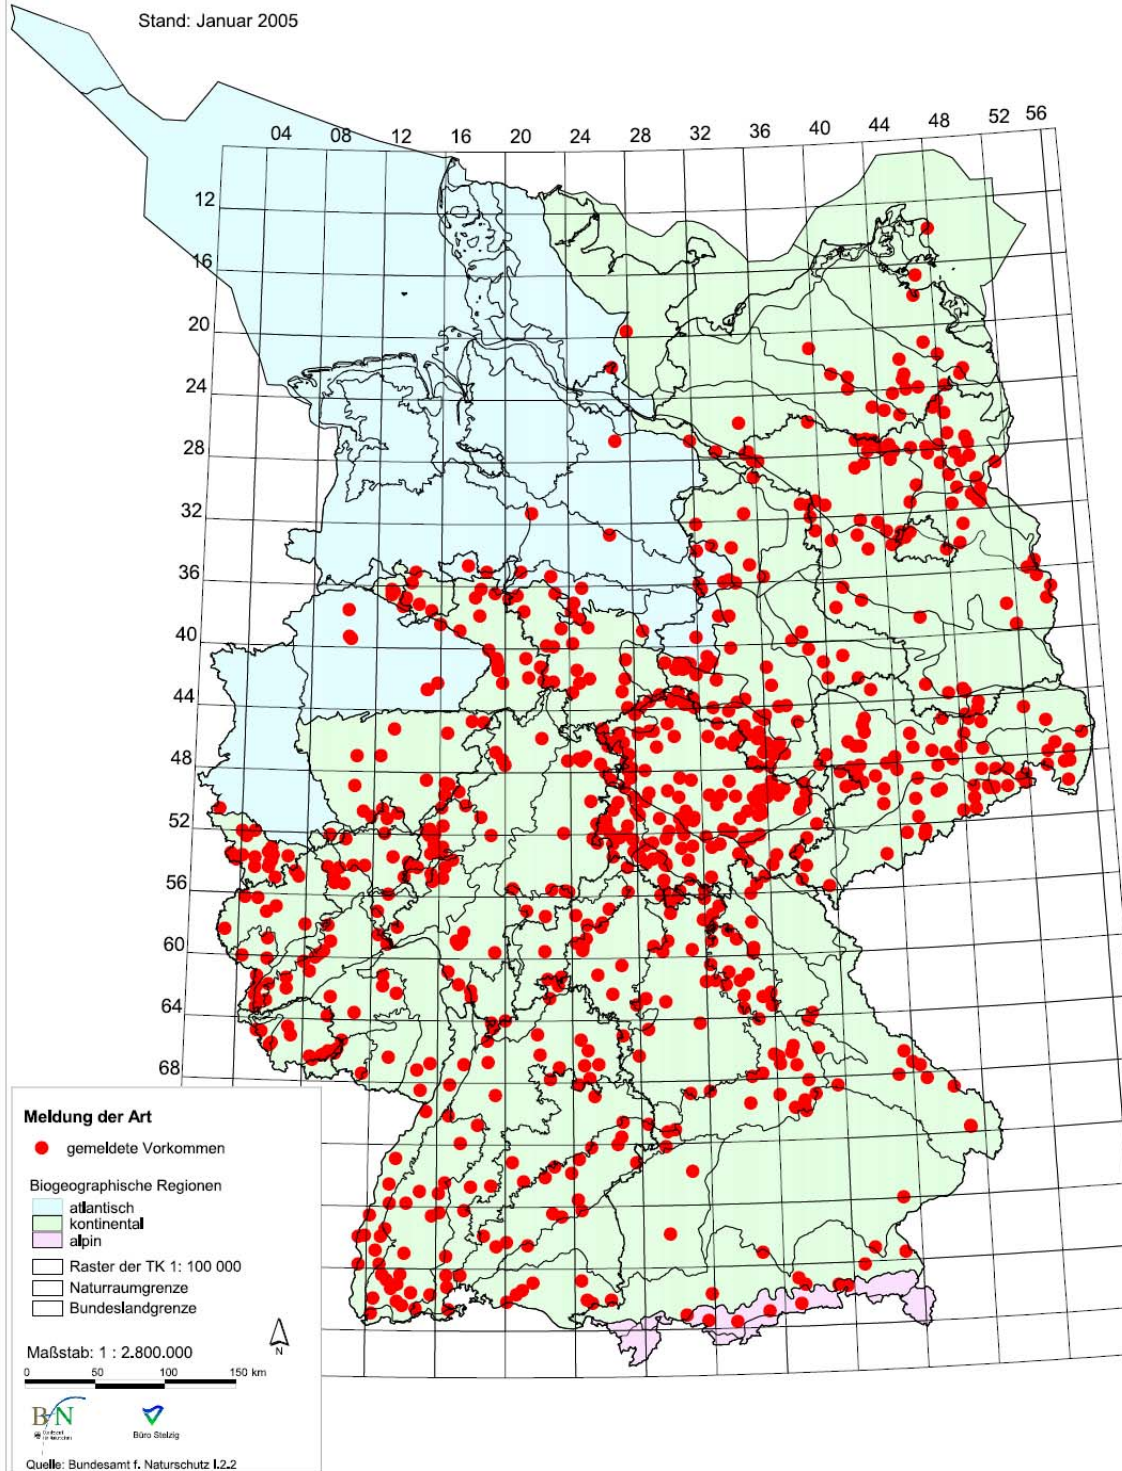 Stand: Januar 2005
04 08 12 16 20 24 28 32 36 40 44 48 52 56
12
16
20
24
28
32
36
40
44
48
52
56
60
64
68
Meldung der Art
gemeldete Vorkommen
Biogeographische Regionen
atlantisch
kontinental
alpin
Raster der TK 1: 100 000
Naturraumgrenze
Bundeslandgrenze
N
Maßstab: 1 : 2.800.000
0 50 100 150 km
BfN
Büro Stelzig
Quelle: Bundesamt f. Naturschutz I.2.2